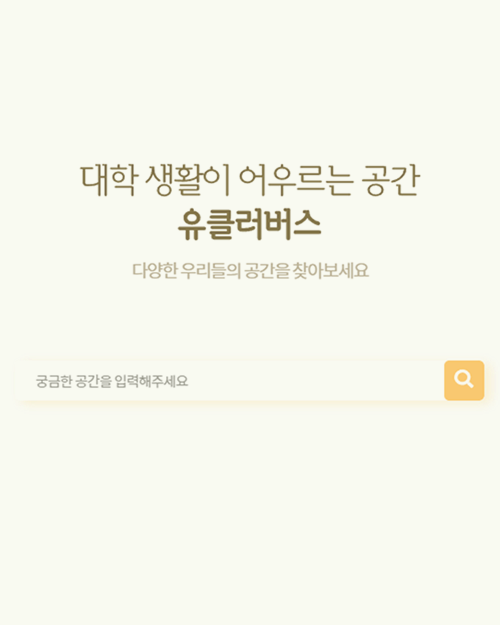 대학 생활이 어우르는 공간
유클러버스
다양한 우리들의 공간을 찾아보세요
궁금한 공간을 입력해주세요